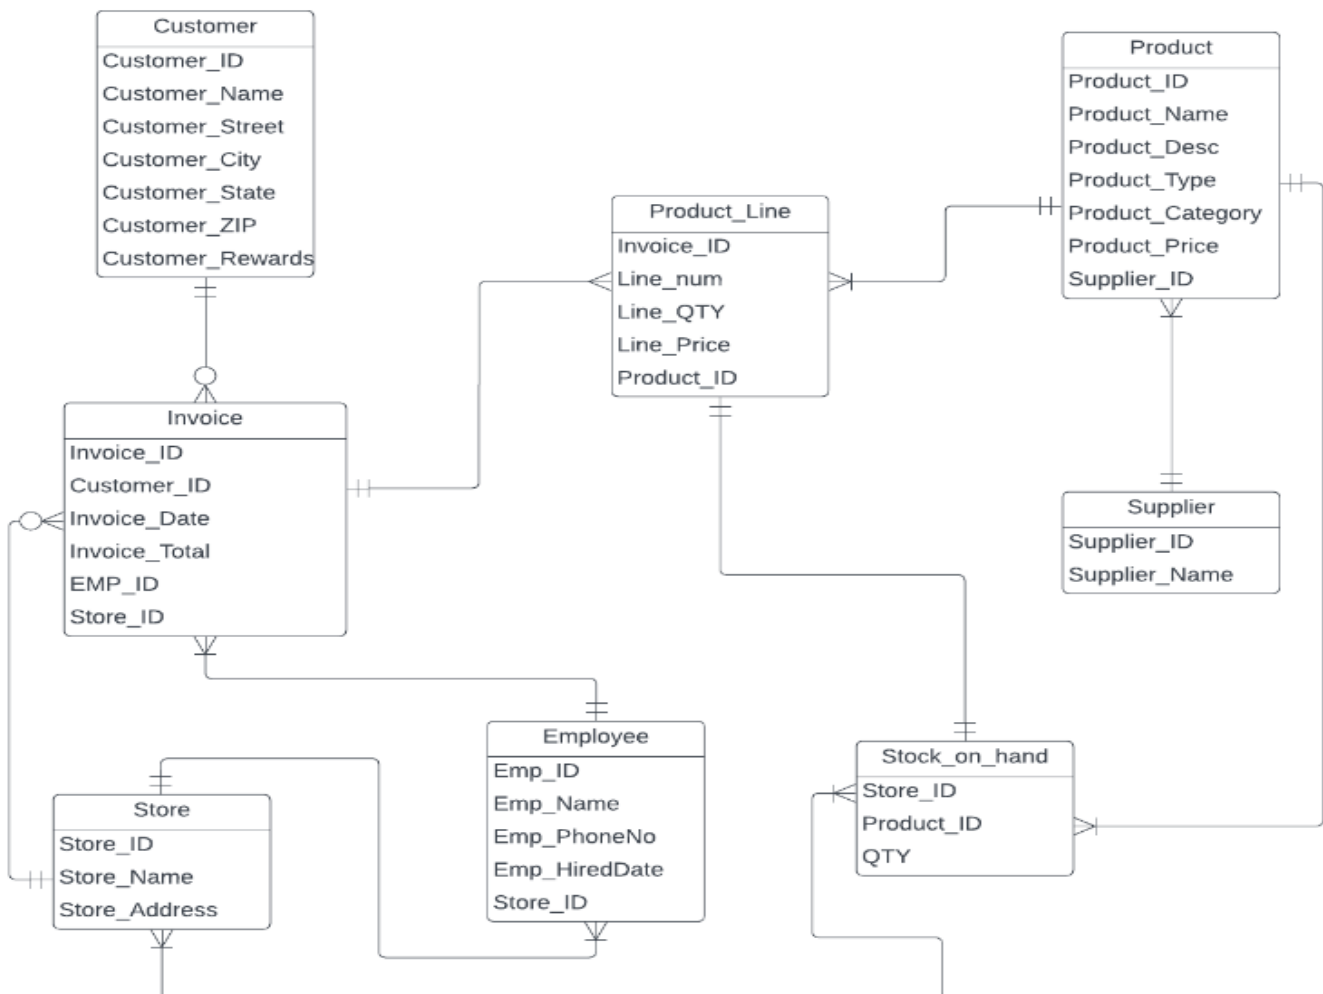 Customer
Customer_ID
Customer_Name
Customer_Street
Customer_City
Customer_State
Customer_ZIP
Customer_Rewards
Product
Product_ID
Product_Name
Product_Desc
Product_Type
Product_Category
Product_Price
Supplier_ID
Product_Line
Invoice_ID
Line_num
Line_QTY
Line_Price
Product_ID
Invoice
Invoice_ID
Customer_ID
Invoice_Date
Invoice_Total
EMP_ID
Store_ID
Supplier
Supplier_ID
Supplier_Name
Employee
Emp_ID
Emp_Name
Emp_PhoneNo
Emp_HiredDate
Store_ID
Stock_on_hand
Store_ID
Product_ID
QTY
Store
Store_ID
Store_Name
Store_Address